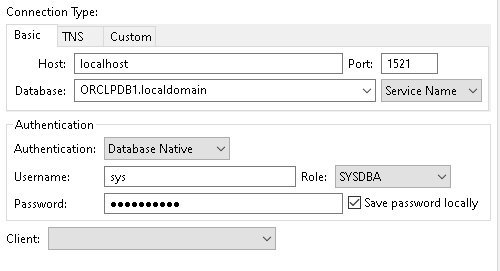 Connection Type:
Basic TNS Custom
Host: localhost Port: 1521
Database: ORCLPDB1.localdomain Service Name
Authentication
Authentication: Database Native
Username: sys Role: SYSDBA
Password: ●●●●●●●●●● Save password locally
Client: